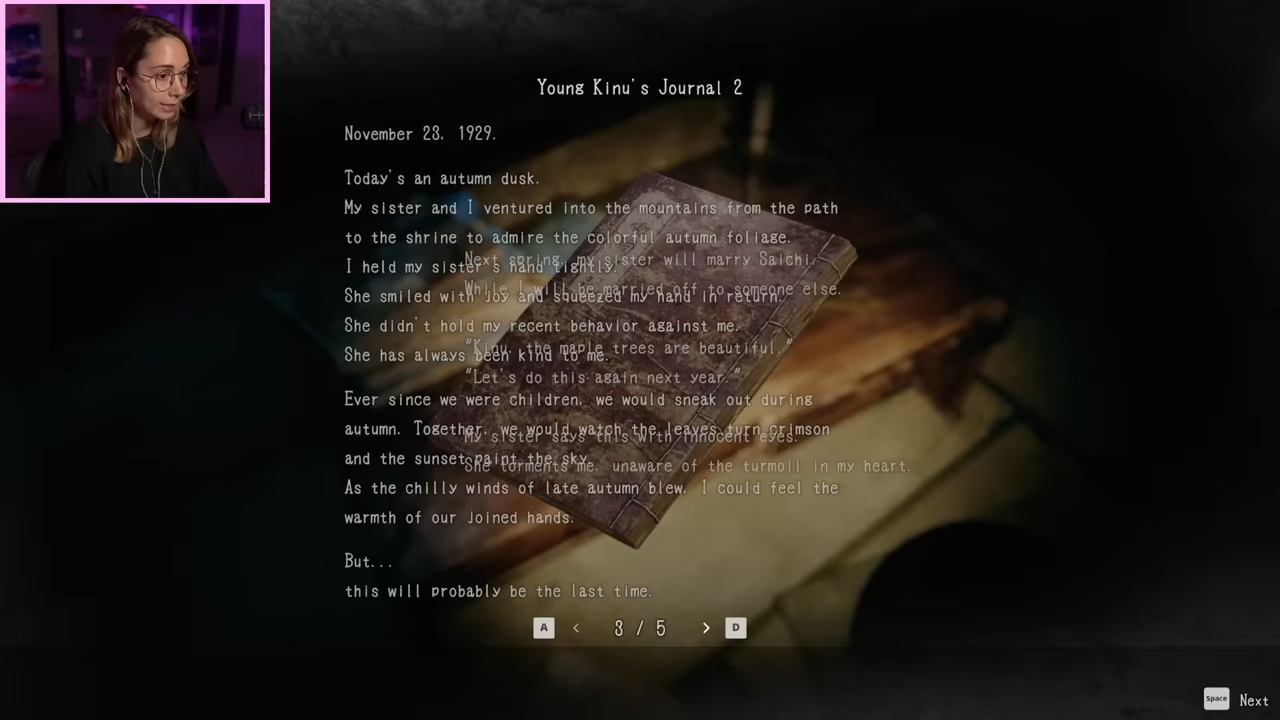 Young Kinu's Journal 2
November 23, 1929.
Today's an autumn dusk.
My sister and I ventured into the mountains from the path
to the shrine to admire the colorful autumn foliage.
I held my sister's hand tightly.
She smiled with joy and squeezed my hand in return.
She didn't hold my recent behavior against me.
She has always been kind to me.
Ever since we were children, we would sneak out during
autumn. Together, we would watch the leaves turn crimson
and the sunset paint the sky.
As the chilly winds of late autumn blew, I could feel the
warmth of our joined hands.
But...
this will probably be the last time.
Next spring, my sister will marry Saichi.
While I will be married off to someone else.
"Kinu, the maple trees are beautiful."
"Let's do this again next year."
My sister says this with innocent eyes.
She torments me, unaware of the turmoil in my heart.
A < 3 / 5 > D
Space Next